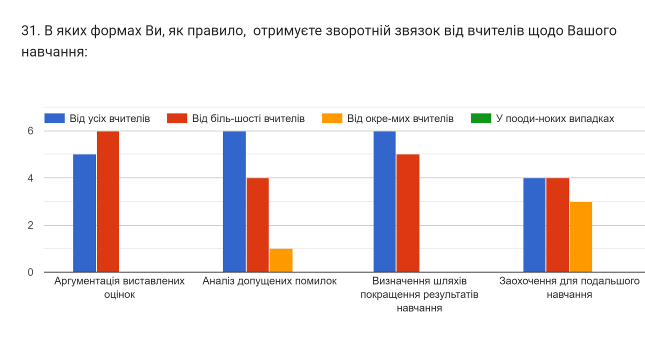 31. В яких формах Ви, як правило,  отримуєте зворотній звязок від вчителів щодо Вашого
навчання:
Від усіх вчителів
Від біль-шості вчителів
Від окре-мих вчителів
У пооди-ноких випадках
6
4
2
0
Аргументація виставлених
оцінок
Аналіз допущених помилок
Визначення шляхів
покращення результатів
навчання
Заохочення для подальшого
навчання